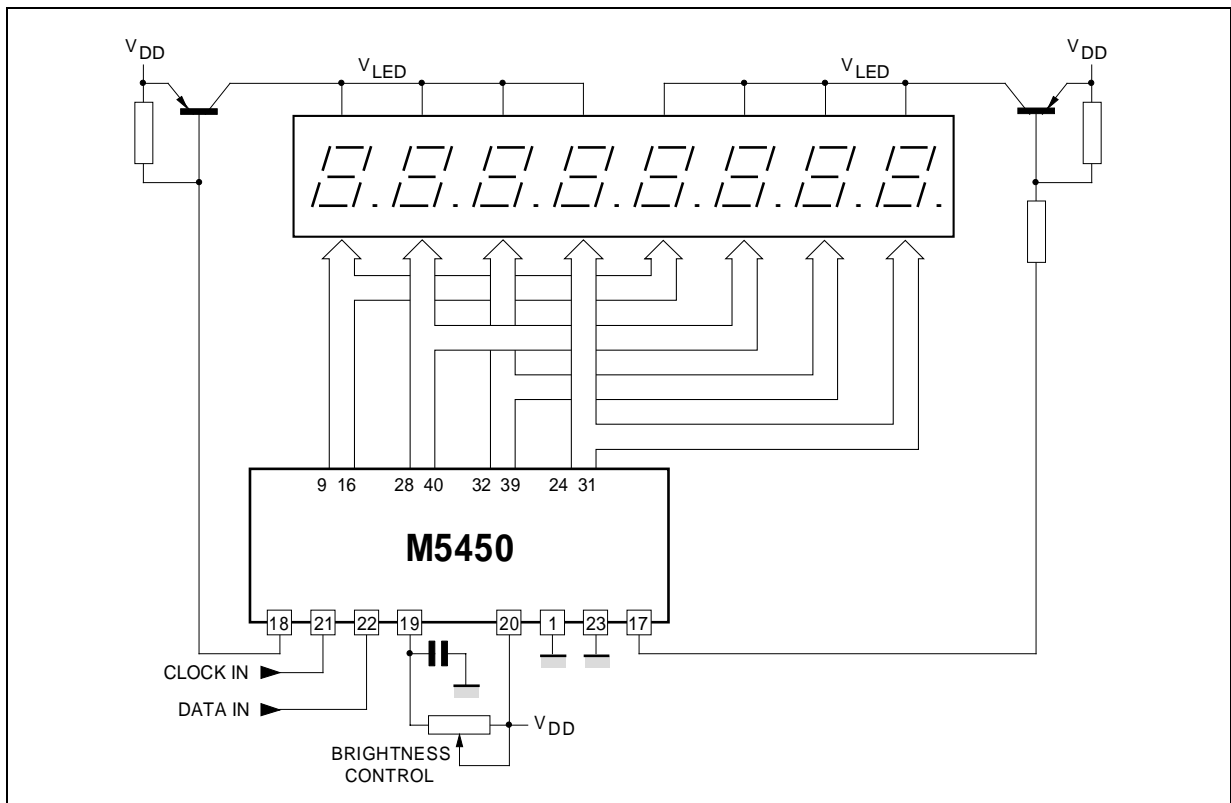 VDD VLED VLED VDD
9 16 28 40 32 39 24 31
M5450
18 21 22 19 20 1 23 17
CLOCK IN
DATA IN
VDD
BRIGHTNESS
CONTROL